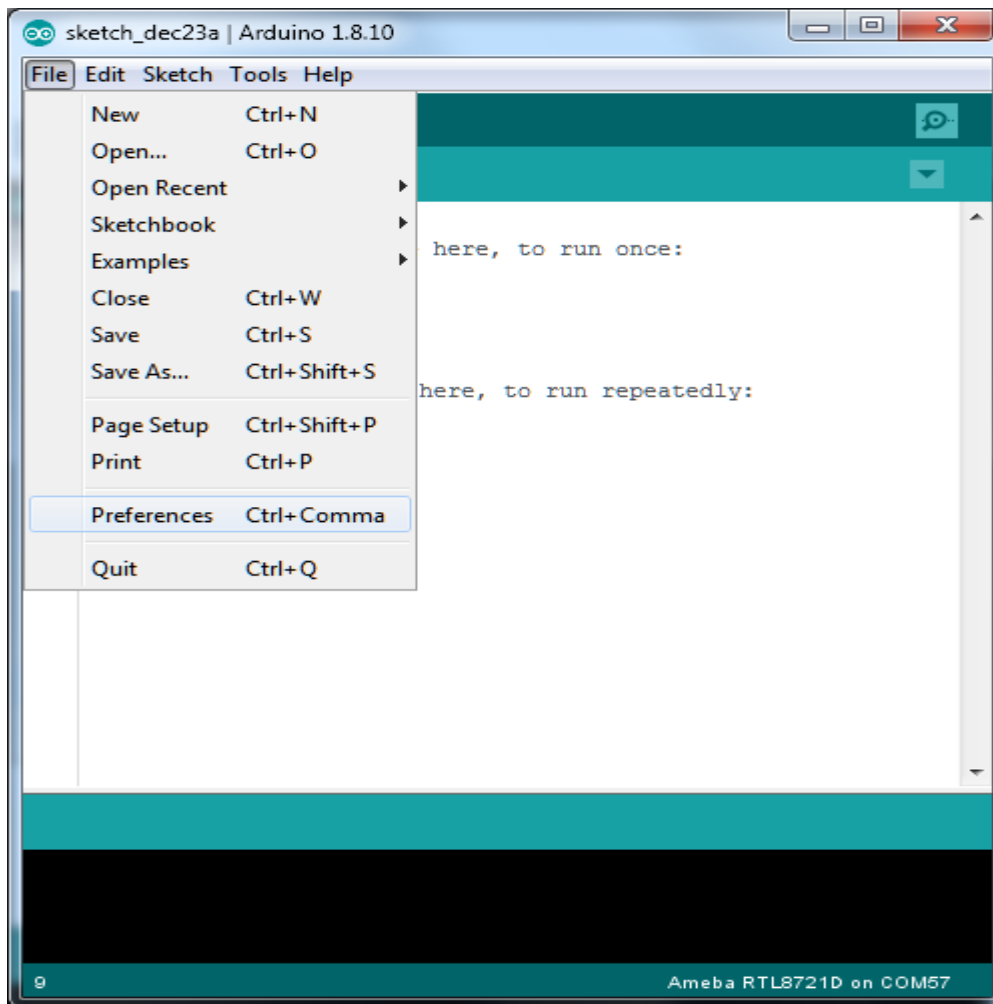 sketch_dec23a | Arduino 1.8.10
File Edit Sketch Tools Help
New Ctrl+N
Open... Ctrl+O
Open Recent
Sketchbook
Examples
Close Ctrl+W
Save Ctrl+S
Save As... Ctrl+Shift+S
Page Setup Ctrl+Shift+P
Print Ctrl+P
Preferences Ctrl+Comma
Quit Ctrl+Q
here, to run once:
here, to run repeatedly:
9 Ameba RTL8721D on COM57